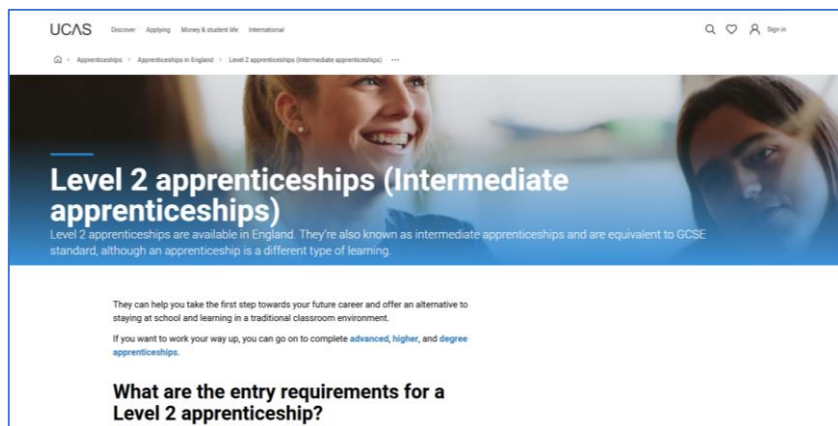 UCAS Discover Applying Money & student life International Sign in
Apprenticeships > Apprenticeships in England > Level 2 apprenticeships (Intermediate apprenticeships) ···
Level 2 apprenticeships (Intermediate
apprenticeships)
Level 2 apprenticeships are available in England. They're also known as intermediate apprenticeships and are equivalent to GCSE
standard, although an apprenticeship is a different type of learning.
They can help you take the first step towards your future career and offer an alternative to
staying at school and learning in a traditional classroom environment.
If you want to work your way up, you can go on to complete advanced, higher, and degree
apprenticeships.
What are the entry requirements for a
Level 2 apprenticeship?